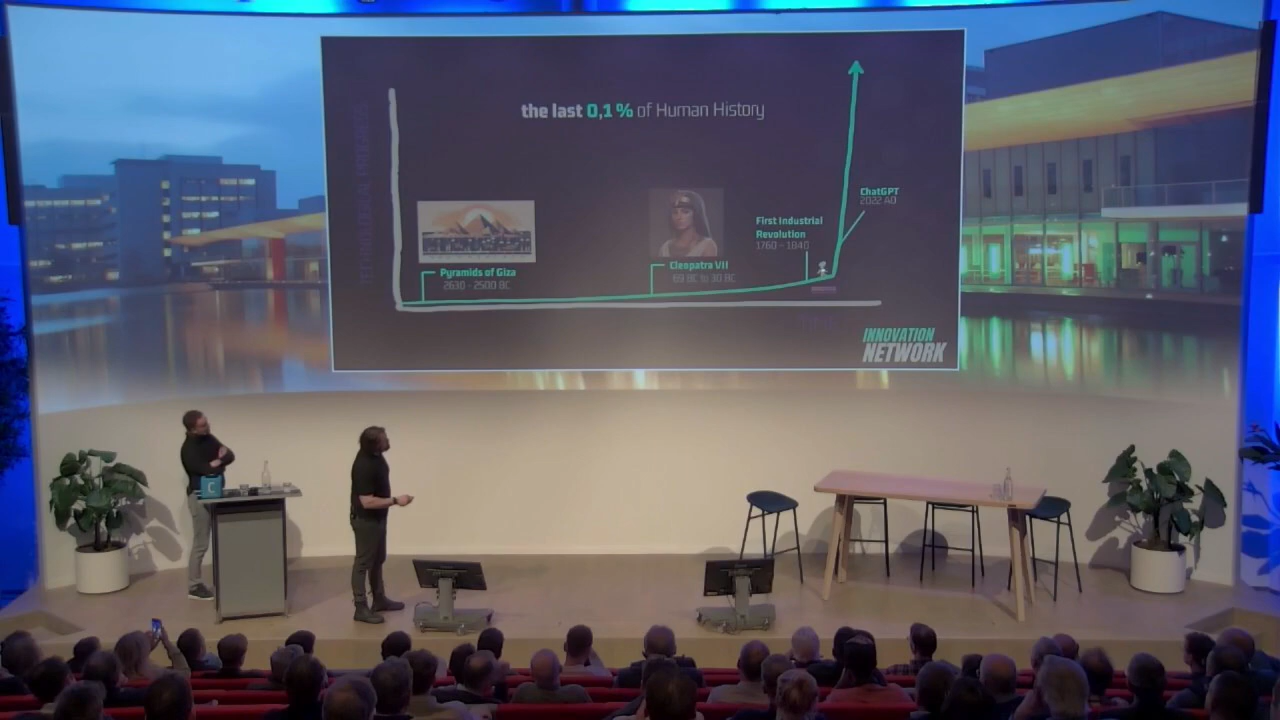 the last 0,1% of Human History
ChatGPT
2022 AD
First Industrial
Revolution
1760 - 1840
Pyramids of Giza
2630 - 2500 BC
Cleopatra VII
69 BC to 30 BC
INNOVATION
NETWORK
C